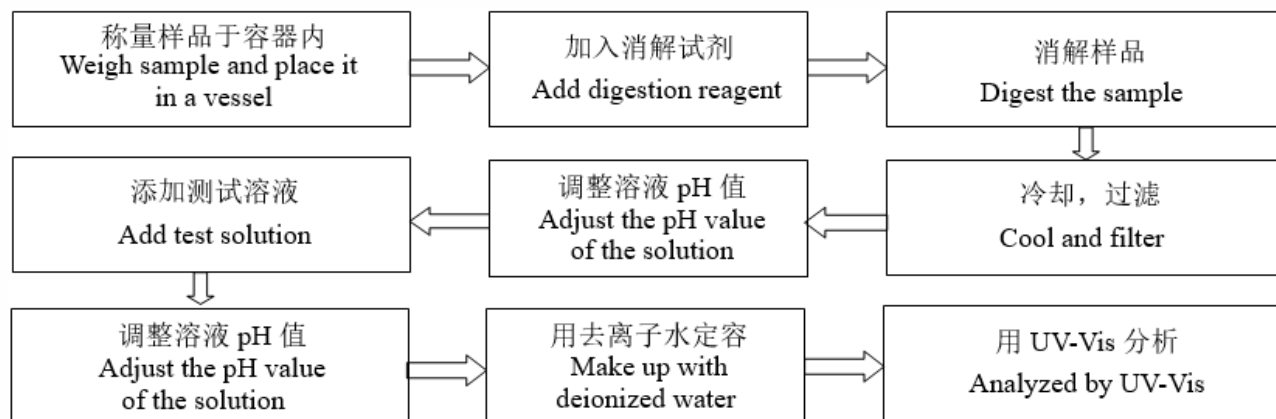 称量样品于容器内
Weigh sample and place it
in a vessel
加入消解试剂
Add digestion reagent
消解样品
Digest the sample
冷却，过滤
Cool and filter
调整溶液 pH 值
Adjust the pH value
of the solution
添加测试溶液
Add test solution
调整溶液 pH 值
Adjust the pH value
of the solution
用去离子水定容
Make up with
deionized water
用 UV-Vis 分析
Analyzed by UV-Vis